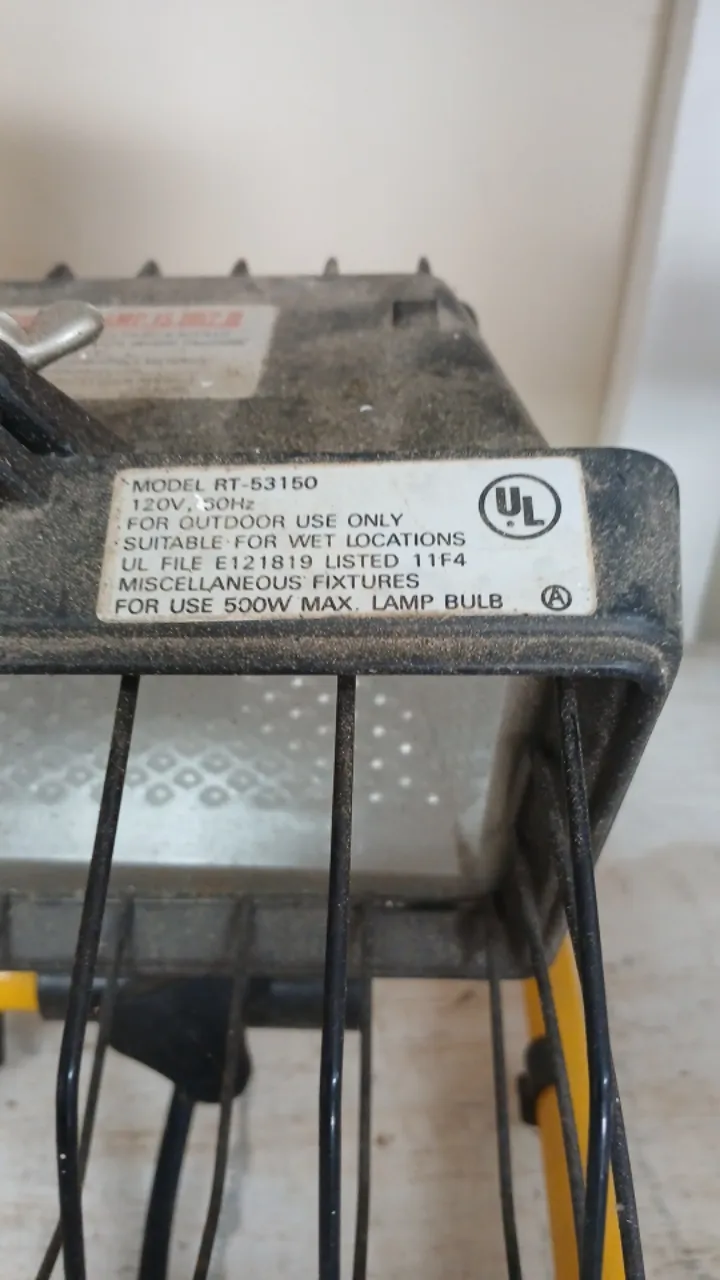 MODEL RT-53150
120V, 60Hz
FOR OUTDOOR USE ONLY
SUITABLE FOR WET LOCATIONS
UL FILE E121819 LISTED 11F4
MISCELLANEOUS FIXTURES
FOR USE 500W MAX. LAMP BULB
UL
A